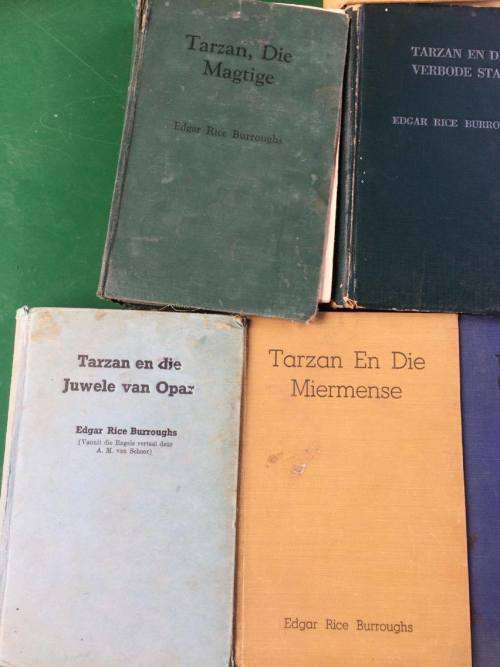 Tarzan, Die
Magtige
Edgar Rice Burroughs
TARZAN EN D
VERBODE STA
EDGAR RICE BURRO
Tarzan en die
Juwele van Opar
Edgar Rice Burroughs
(Vanuit die Engels vertaal deur
A. M. van Schoor)
Tarzan En Die
Miermense
Edgar Rice Burroughs